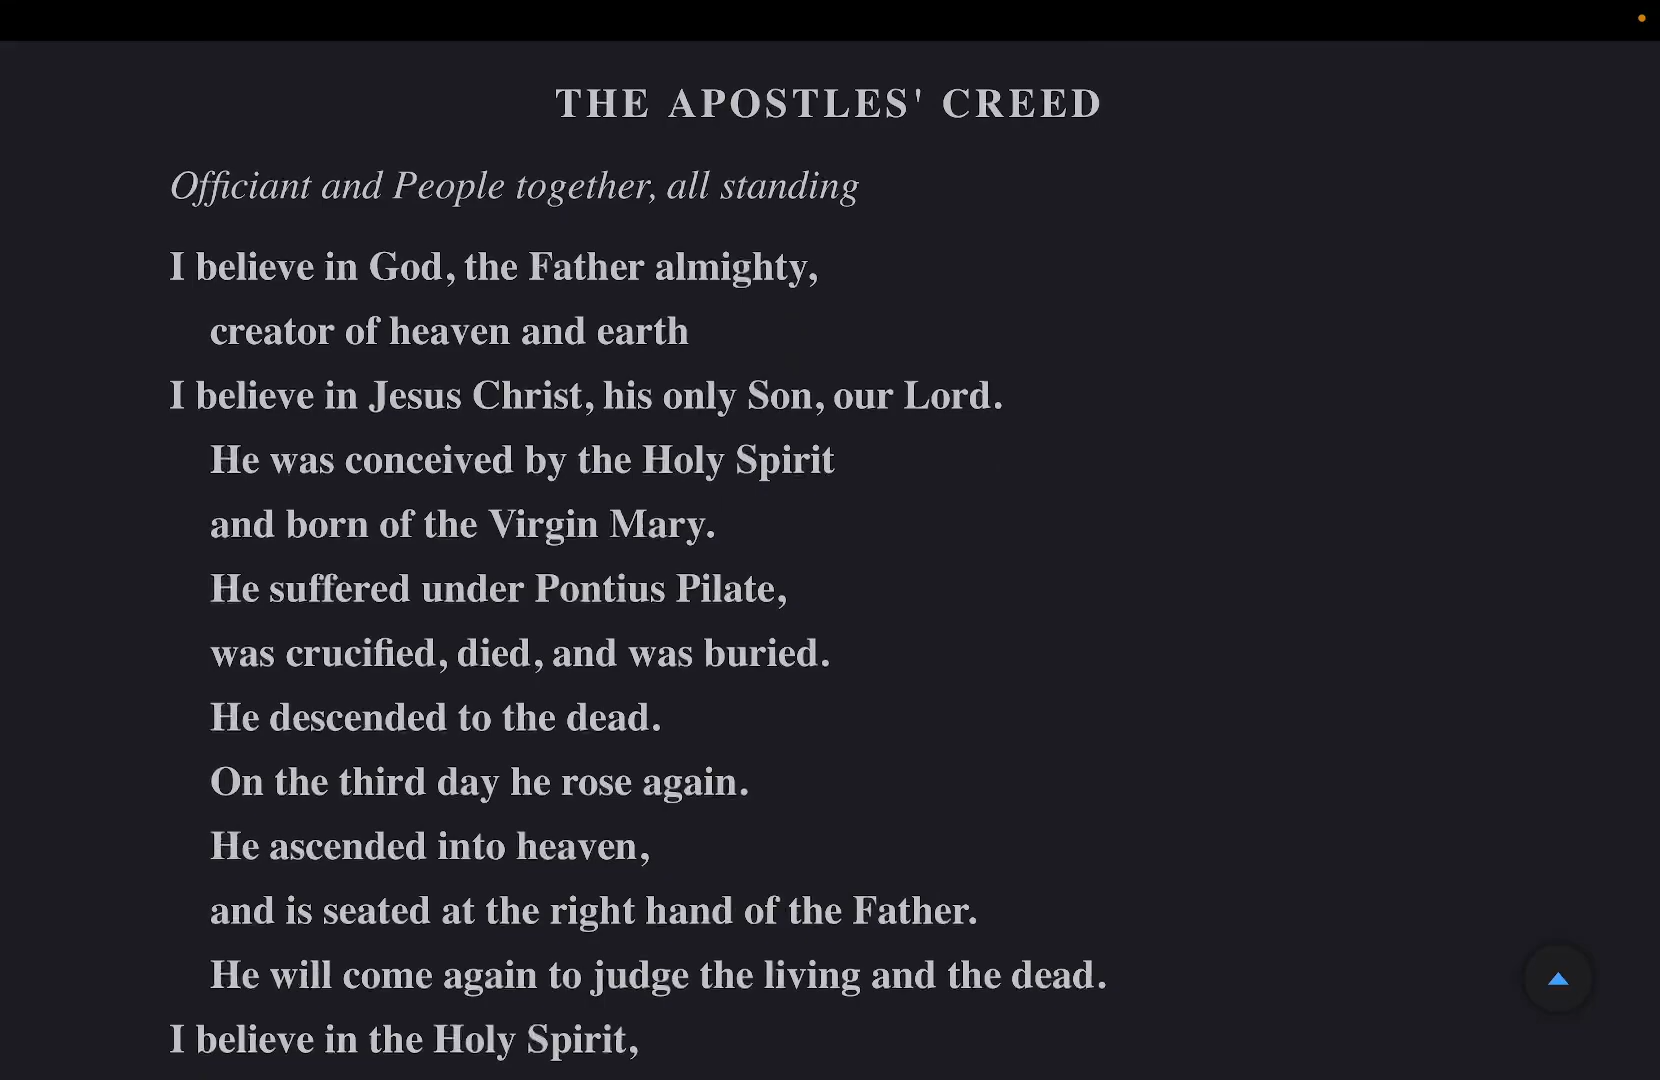 THE APOSTLES' CREED
Officiant and People together, all standing
I believe in God, the Father almighty,
creator of heaven and earth
I believe in Jesus Christ, his only Son, our Lord.
He was conceived by the Holy Spirit
and born of the Virgin Mary.
He suffered under Pontius Pilate,
was crucified, died, and was buried.
He descended to the dead.
On the third day he rose again.
He ascended into heaven,
and is seated at the right hand of the Father.
He will come again to judge the living and the dead.
I believe in the Holy Spirit,